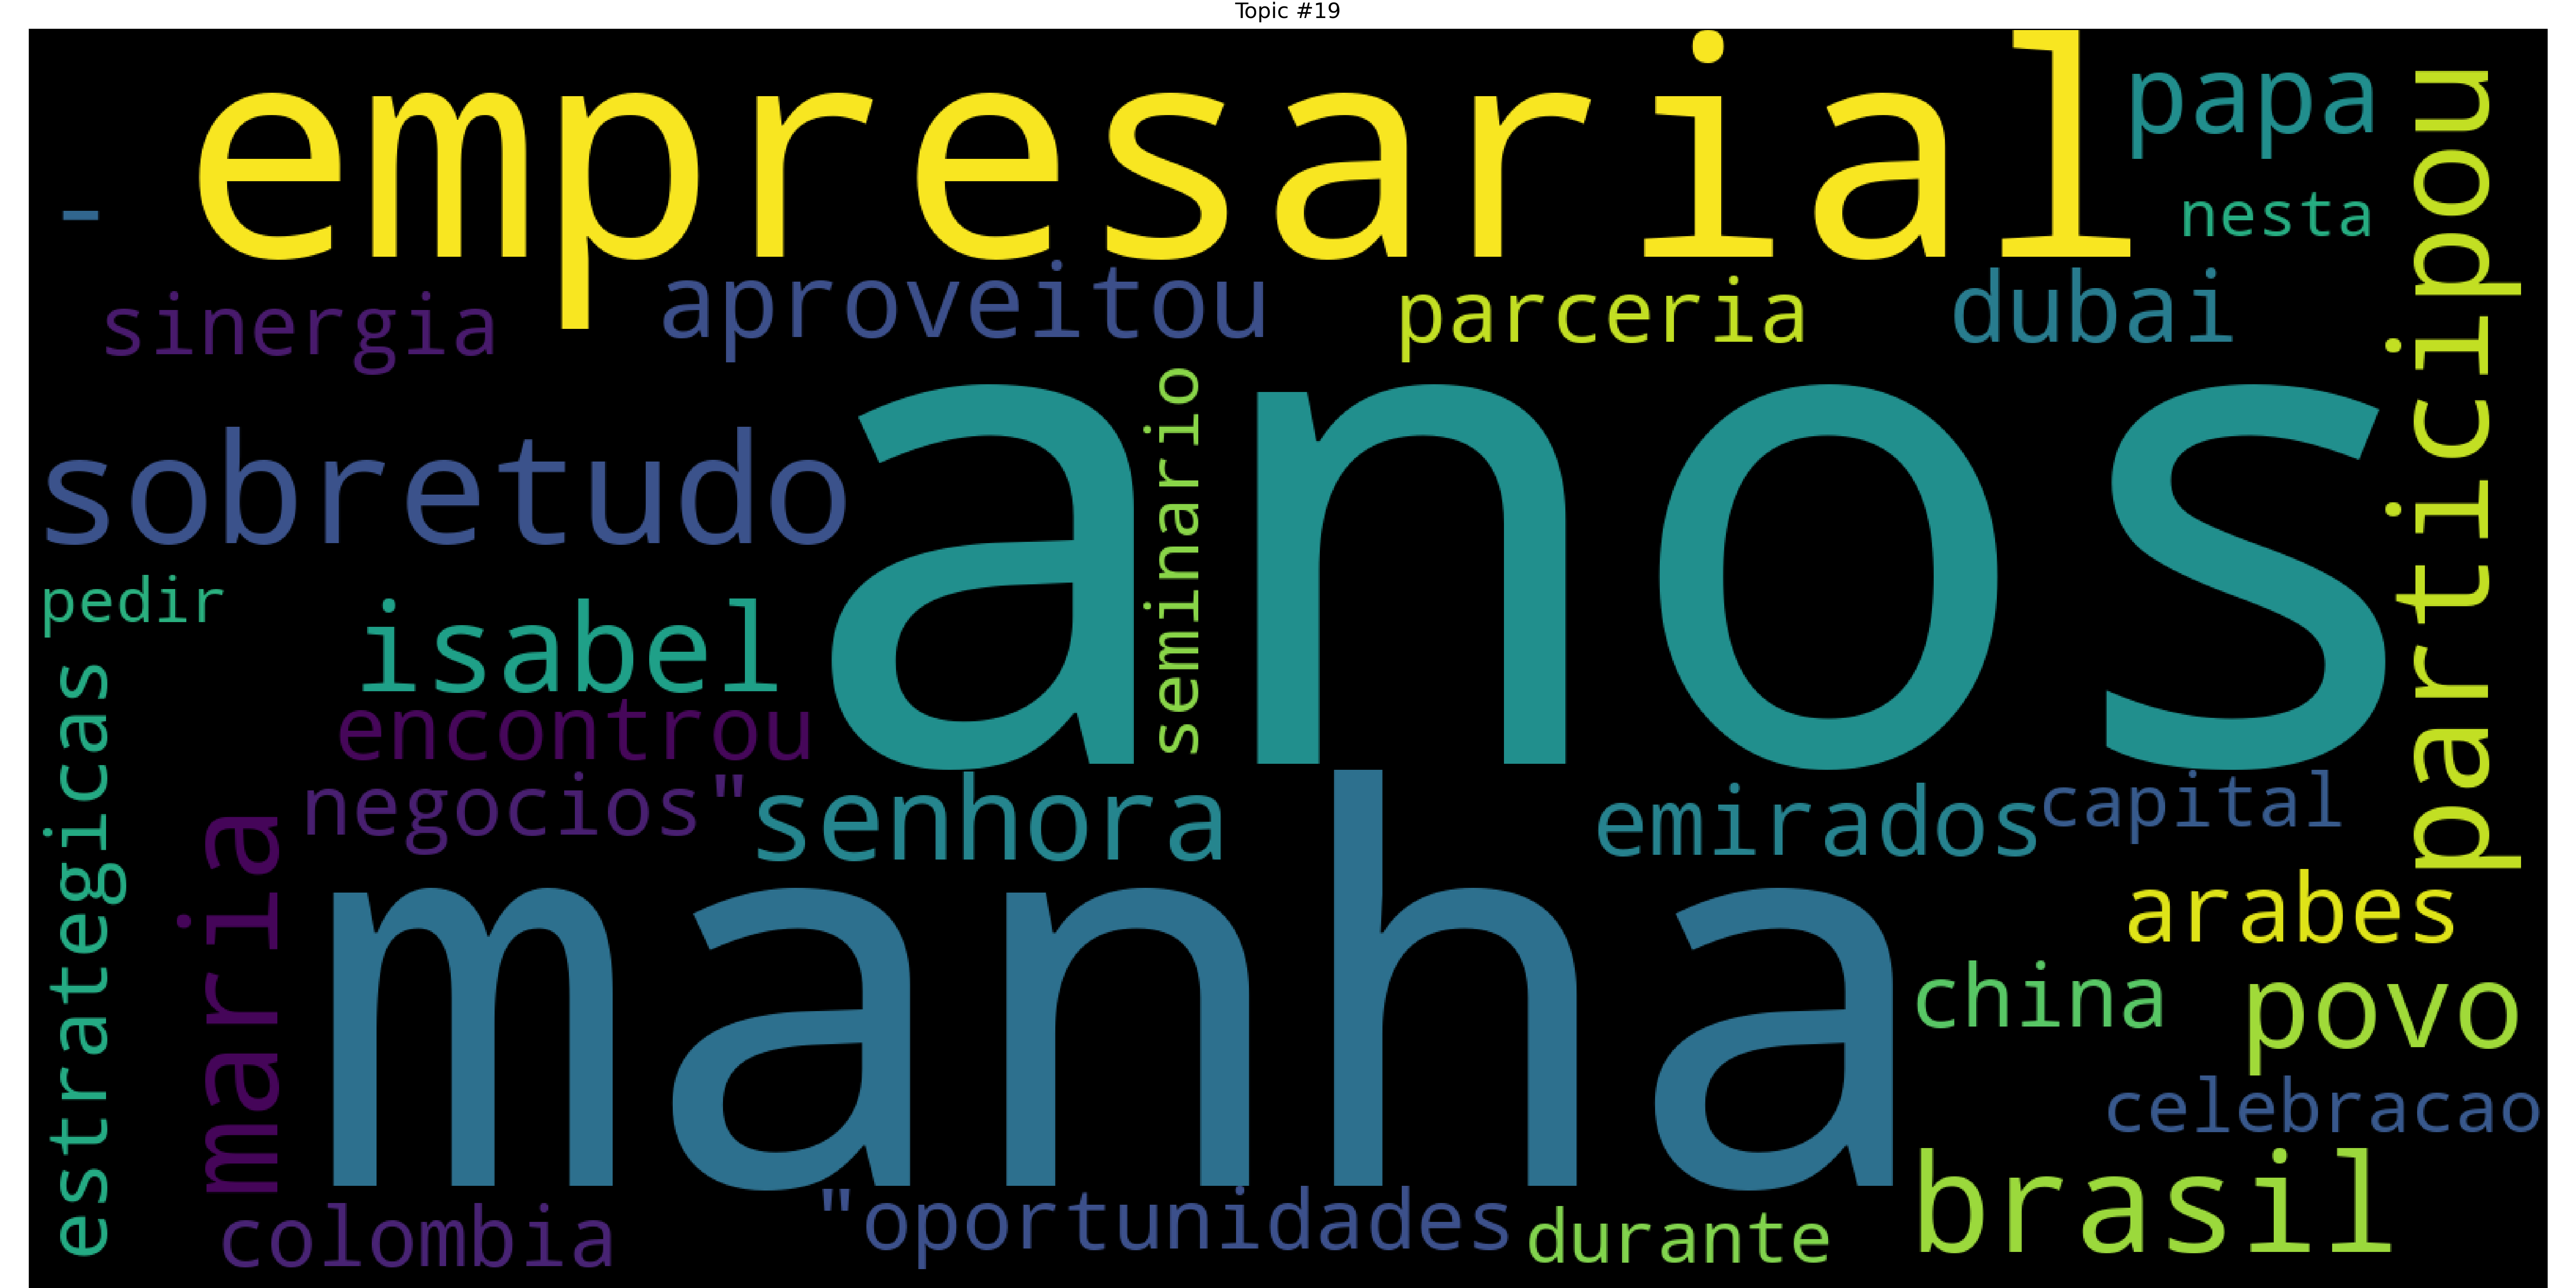 Topic #19
empresarial
papa
participou
-
nesta
sinergia
aproveitou
parceria
dubai
sobretudo
anos
seminario
pedir
isabel
encontrou
estrategicas
negocios"
senhora
emirados
capital
maria
manha
arabes
china
povo
celebracao
brasil
colombia
"oportunidades
durante